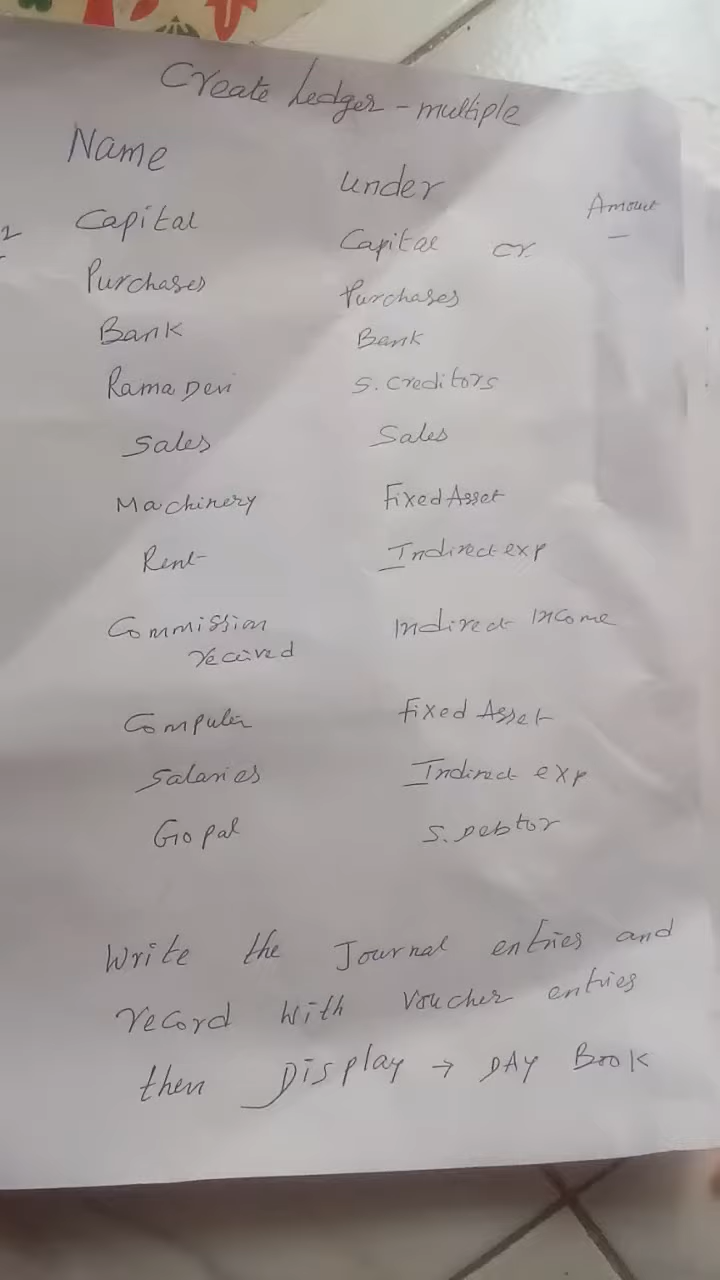 Create Ledger - multiple
Name under Amount
Capital Capital or –
Purchases Purchases
Bank Bank
Rama Devi S. creditors
Sales Sales
Machinery Fixed Asset
Rent Indirect exp
Commission Indirect Income
received
Computer Fixed Asset
Salaries Indirect exp
Gopal S. Debtor
Write the Journal entries and
record with voucher entries
then Display → DAY Book